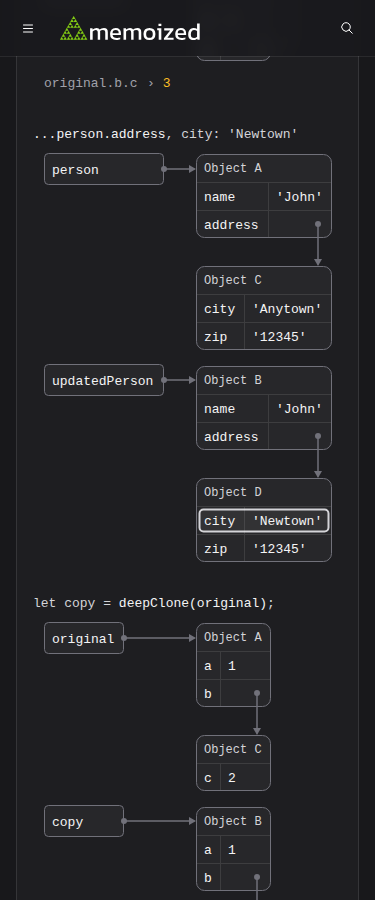 memoized
original.b.c › 3
...person.address, city: 'Newtown'
person
Object A
name 'John'
address
Object C
city 'Anytown'
zip '12345'
updatedPerson
Object B
name 'John'
address
Object D
city 'Newtown'
zip '12345'
let copy = deepClone(original);
original
Object A
a 1
b
Object C
c 2
copy
Object B
a 1
b